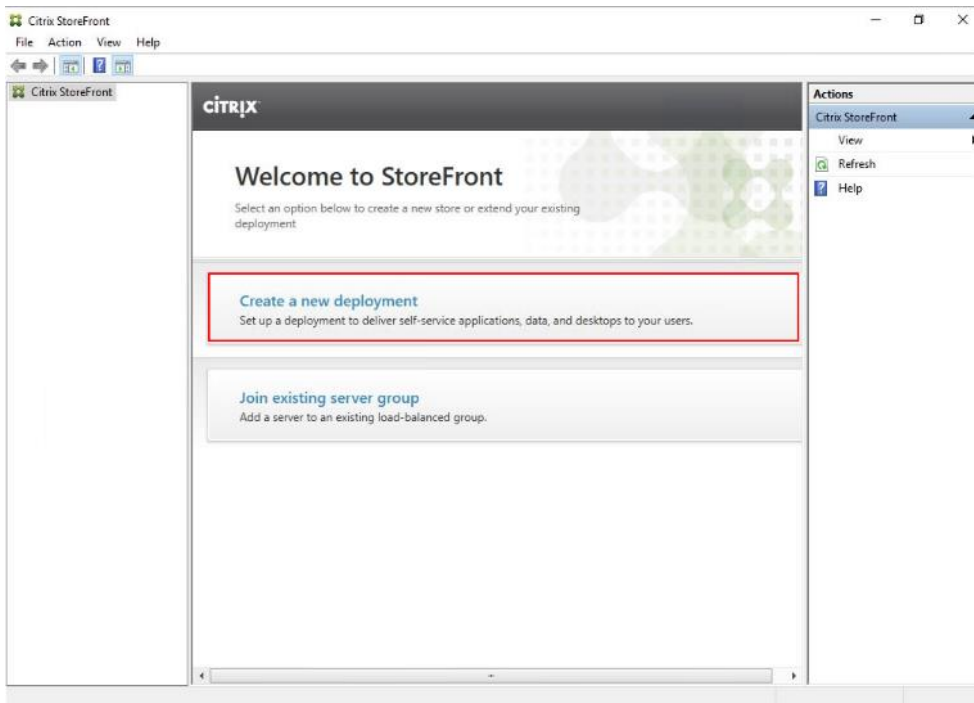 Citrix StoreFront
File Action View Help
Citrix StoreFront
CİTRIX
Welcome to StoreFront
Select an option below to create a new store or extend your existing
deployment
Create a new deployment
Set up a deployment to deliver self-service applications, data, and desktops to your users.
Join existing server group
Add a server to an existing load-balanced group.
Actions
Citrix StoreFront
View
Refresh
Help